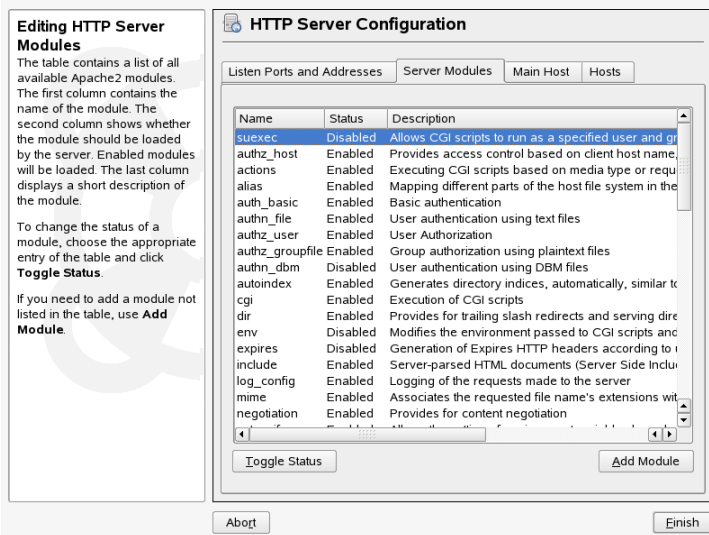 Editing HTTP Server
Modules
The table contains a list of all
available Apache2 modules.
The first column contains the
name of the module. The
second column shows whether
the module should be loaded
by the server. Enabled modules
will be loaded. The last column
displays a short description of
the module.
To change the status of a
module, choose the appropriate
entry of the table and click
Toggle Status.
If you need to add a module not
listed in the table, use Add
Module.
HTTP Server Configuration
Listen Ports and Addresses Server Modules Main Host Hosts
Name Status Description
suexec Disabled Allows CGI scripts to run as a specified user and gr
authz_host Enabled Provides access control based on client host name,
actions Enabled Executing CGI scripts based on media type or requ
alias Enabled Mapping different parts of the host file system in the
auth_basic Enabled Basic authentication
authn_file Enabled User authentication using text files
authz_user Enabled User Authorization
authz_groupfile Enabled Group authorization using plaintext files
authn_dbm Disabled User authentication using DBM files
autoindex Enabled Generates directory indices, automatically, similar to
cgi Enabled Execution of CGI scripts
dir Enabled Provides for trailing slash redirects and serving dire
env Disabled Modifies the environment passed to CGI scripts and
expires Disabled Generation of Expires HTTP headers according to
include Enabled Server-parsed HTML documents (Server Side Inclu
log_config Enabled Logging of the requests made to the server
mime Enabled Associates the requested file name's extensions wit
negotiation Enabled Provides for content negotiation
Toggle Status Add Module
Abort Finish